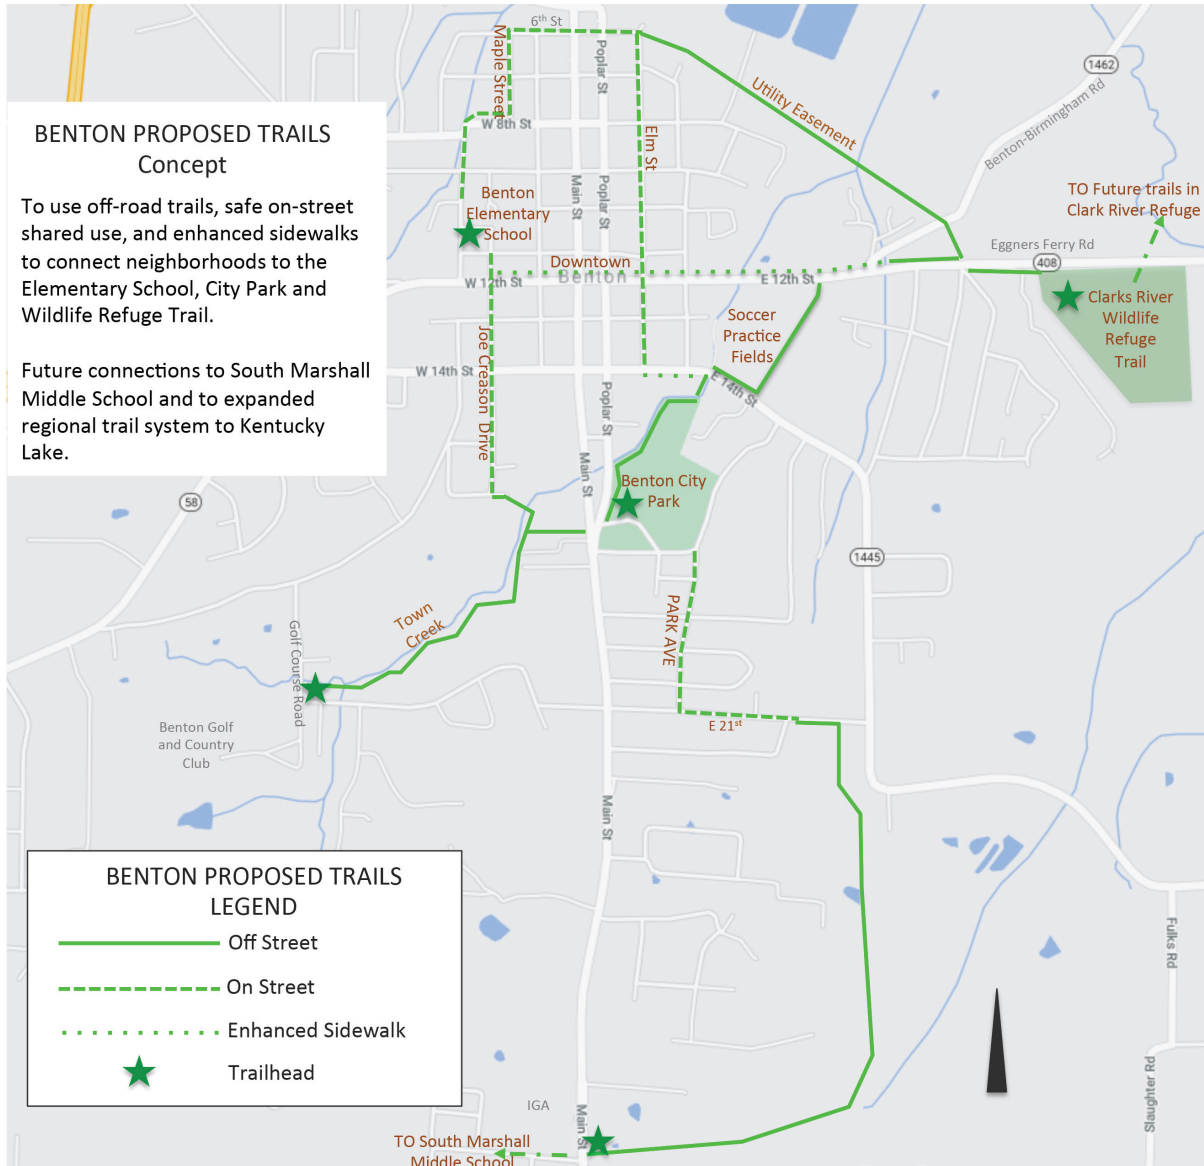 6th St
Maple Street
Poplar St
1462
Utility Easement
Benton-Birmingham Rd
BENTON PROPOSED TRAILS
Concept
To use off-road trails, safe on-street
shared use, and enhanced sidewalks
to connect neighborhoods to the
Elementary School, City Park and
Wildlife Refuge Trail.
Future connections to South Marshall
Middle School and to expanded
regional trail system to Kentucky
Lake.
W 8th St
Elm St
Benton
Elementary
School
Main St
Poplar St
TO Future trails in
Clark River Refuge
Eggners Ferry Rd
408
Downtown
Benton
W 12th St
E 12th St
Clarks River
Wildlife
Refuge
Trail
Soccer
Practice
Fields
Joe Creason Drive
W 14th St
E 14th St
Poplar St
Main St
Benton City
Park
58
1445
Town
Creek
PARK AVE
Golf Course Road
Benton Golf
and Country
Club
E 21st
Main St
BENTON PROPOSED TRAILS
LEGEND
Off Street
On Street
Enhanced Sidewalk
Trailhead
Fulks Rd
Slaughter Rd
IGA
Main St
TO South Marshall
Middle School